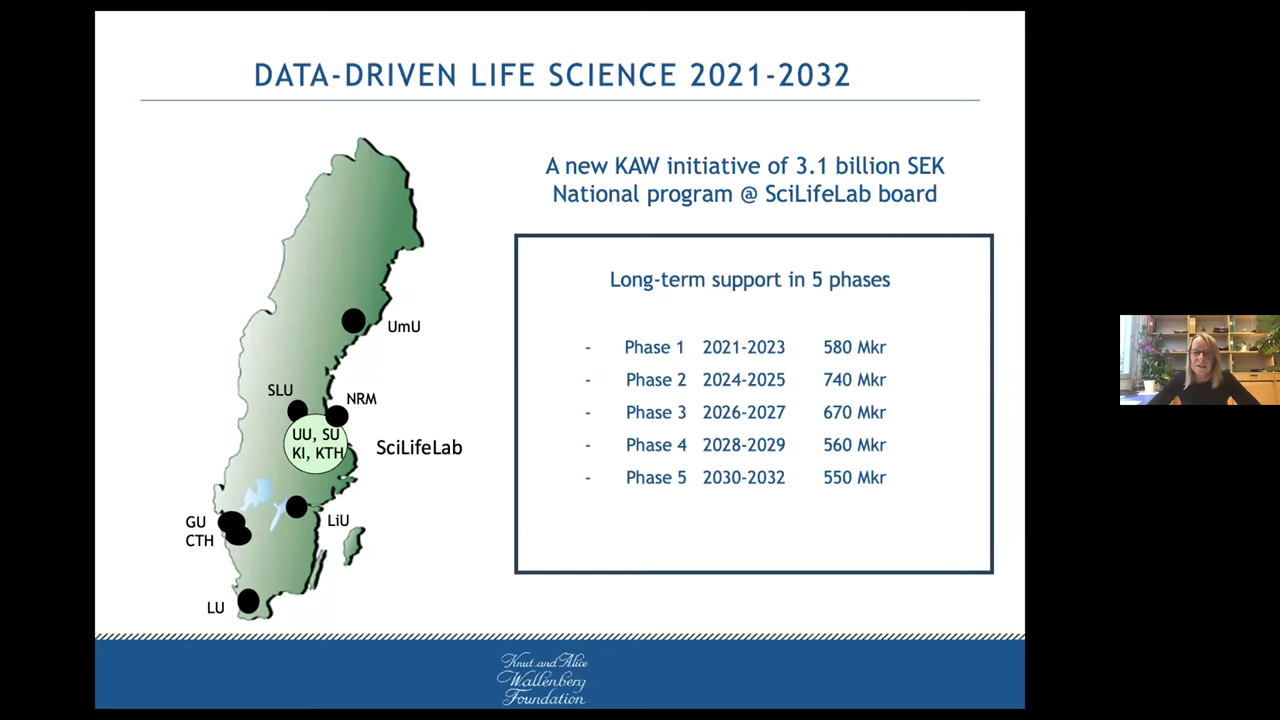 DATA-DRIVEN LIFE SCIENCE 2021-2032
A new KAW initiative of 3.1 billion SEK
National program @ SciLifeLab board
Long-term support in 5 phases
- Phase 1 2021-2023 580 Mkr
- Phase 2 2024-2025 740 Mkr
- Phase 3 2026-2027 670 Mkr
- Phase 4 2028-2029 560 Mkr
- Phase 5 2030-2032 550 Mkr
UmU
SLU
NRM
UU, SU
KI, KTH
SciLifeLab
LiU
GU
CTH
LU
Knut and Alice
Wallenberg
Foundation